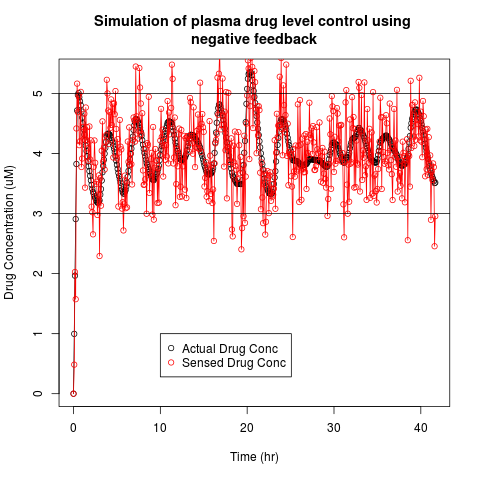 Simulation of plasma drug level control using
negative feedback
Drug Concentration (uM)
5
4
3
2
1
0
Actual Drug Conc
Sensed Drug Conc
0 10 20 30 40
Time (hr)